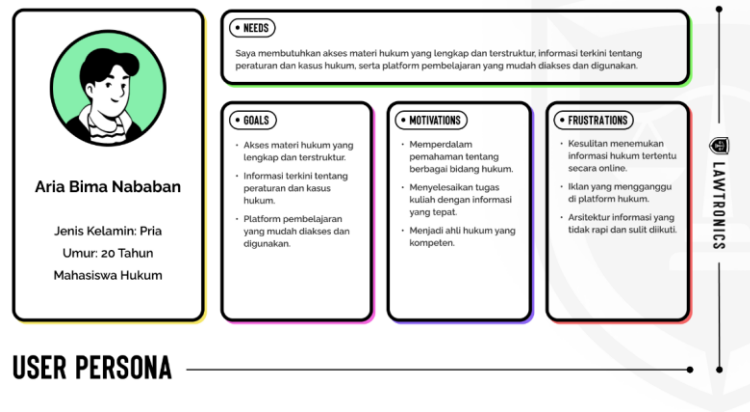 NEEDS
Saya membutuhkan akses materi hukum yang lengkap dan terstruktur, informasi terkini tentang
peraturan dan kasus hukum, serta platform pembelajaran yang mudah diakses dan digunakan.
Aria Bima Nababan
Jenis Kelamin: Pria
Umur: 20 Tahun
Mahasiswa Hukum
GOALS
• Akses materi hukum yang
lengkap dan terstruktur.
• Informasi terkini tentang
peraturan dan kasus
hukum.
• Platform pembelajaran
yang mudah diakses dan
digunakan.
MOTIVATIONS
• Memperdalam
pemahaman tentang
berbagai bidang hukum.
• Menyelesaikan tugas
kuliah dengan informasi
yang tepat.
• Menjadi ahli hukum yang
kompeten.
FRUSTRATIONS
• Kesulitan menemukan
informasi hukum tertentu
secara online.
• Iklan yang mengganggu
di platform hukum.
• Arsitektur informasi yang
tidak rapi dan sulit diikuti.
LAWTRONICS
USER PERSONA